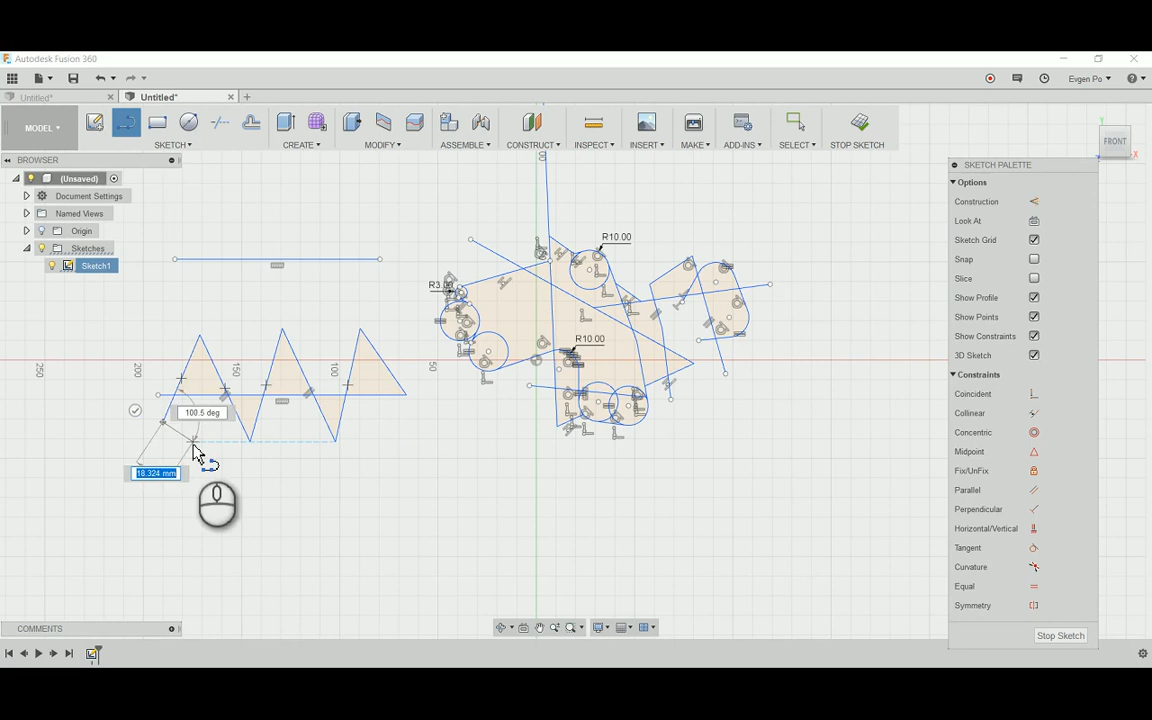 Autodesk Fusion 360
Evgen Po
Untitled*
Untitled*
MODEL
SKETCH
CREATE
MODIFY
ASSEMBLE
CONSTRUCT
INSPECT
INSERT
MAKE
ADD-INS
SELECT
STOP SKETCH
BROWSER
(Unsaved)
Document Settings
Named Views
Origin
Sketches
Sketch1
FRONT
X
Y
SKETCH PALETTE
Options
Construction
Look At
Sketch Grid
Snap
Slice
Show Profile
Show Points
Show Constraints
3D Sketch
Constraints
Coincident
Collinear
Concentric
Midpoint
Fix/UnFix
Parallel
Perpendicular
Horizontal/Vertical
Tangent
Curvature
Equal
Symmetry
Stop Sketch
R10.00
R3.00
R10.00
250
200
150
100
50
100.5 deg
18.324 mm
COMMENTS